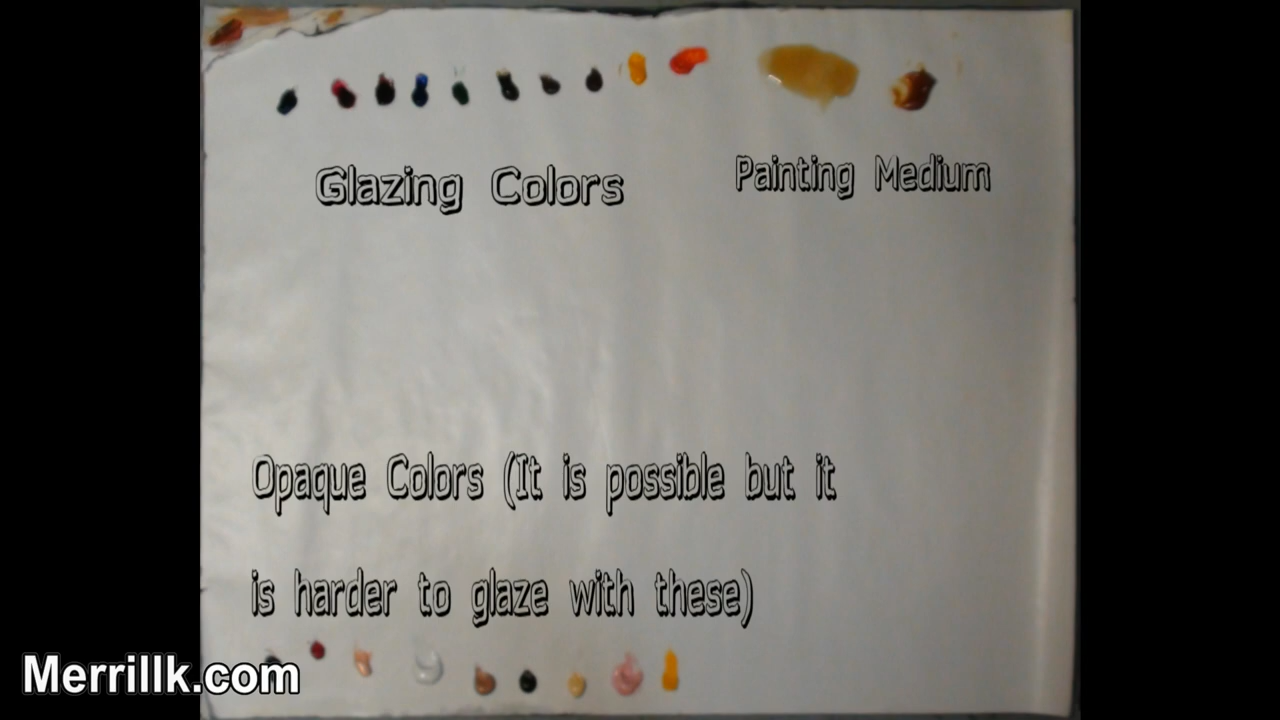 Glazing Colors
Painting Medium
Opaque Colors (It is possible but it
is harder to glaze with these)
Merrillk.com